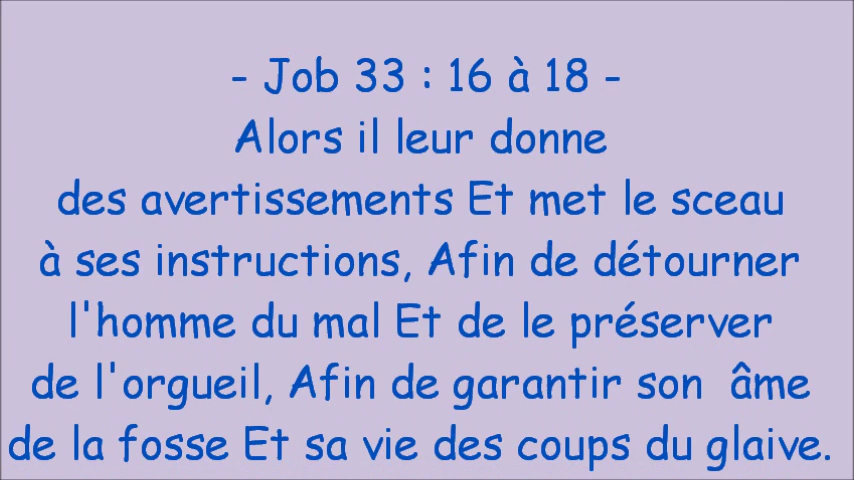 - Job 33 : 16 à 18 -
Alors il leur donne
des avertissements Et met le sceau
à ses instructions, Afin de détourner
l'homme du mal Et de le préserver
de l'orgueil, Afin de garantir son  âme
de la fosse Et sa vie des coups du glaive.